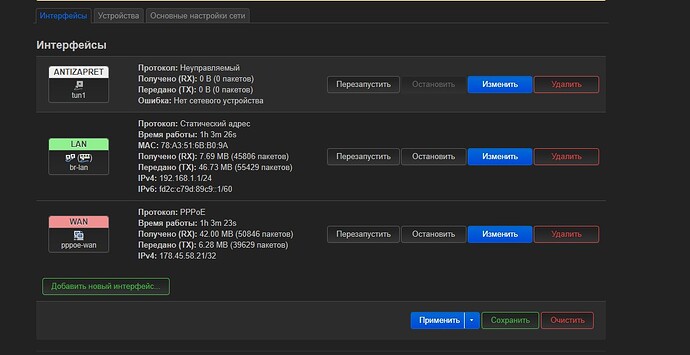 Интерфейсы
Устройства
Основные настройки сети
Интерфейсы
ANTIZAPRET
tun1
Протокол: Неуправляемый
Получено (RX): 0 B (0 пакетов)
Передано (TX): 0 B (0 пакетов)
Ошибка: Нет сетевого устройства
Перезапустить
Остановить
Изменить
Удалить
LAN
br-lan
Протокол: Статический адрес
Время работы: 1h 3m 26s
MAC: 78:A3:51:6B:B0:9A
Получено (RX): 7.69 MB (45806 пакетов)
Передано (TX): 46.73 MB (55429 пакетов)
IPv4: 192.168.1.1/24
IPv6: fd2c:c79d:89c9::1/60
Перезапустить
Остановить
Изменить
Удалить
WAN
pppoe-wan
Протокол: PPPoE
Время работы: 1h 3m 23s
Получено (RX): 42.00 MB (50846 пакетов)
Передано (TX): 6.28 MB (39629 пакетов)
IPv4: 178.45.58.21/32
Перезапустить
Остановить
Изменить
Удалить
Добавить новый интерфейс...
Применить
Сохранить
Очистить